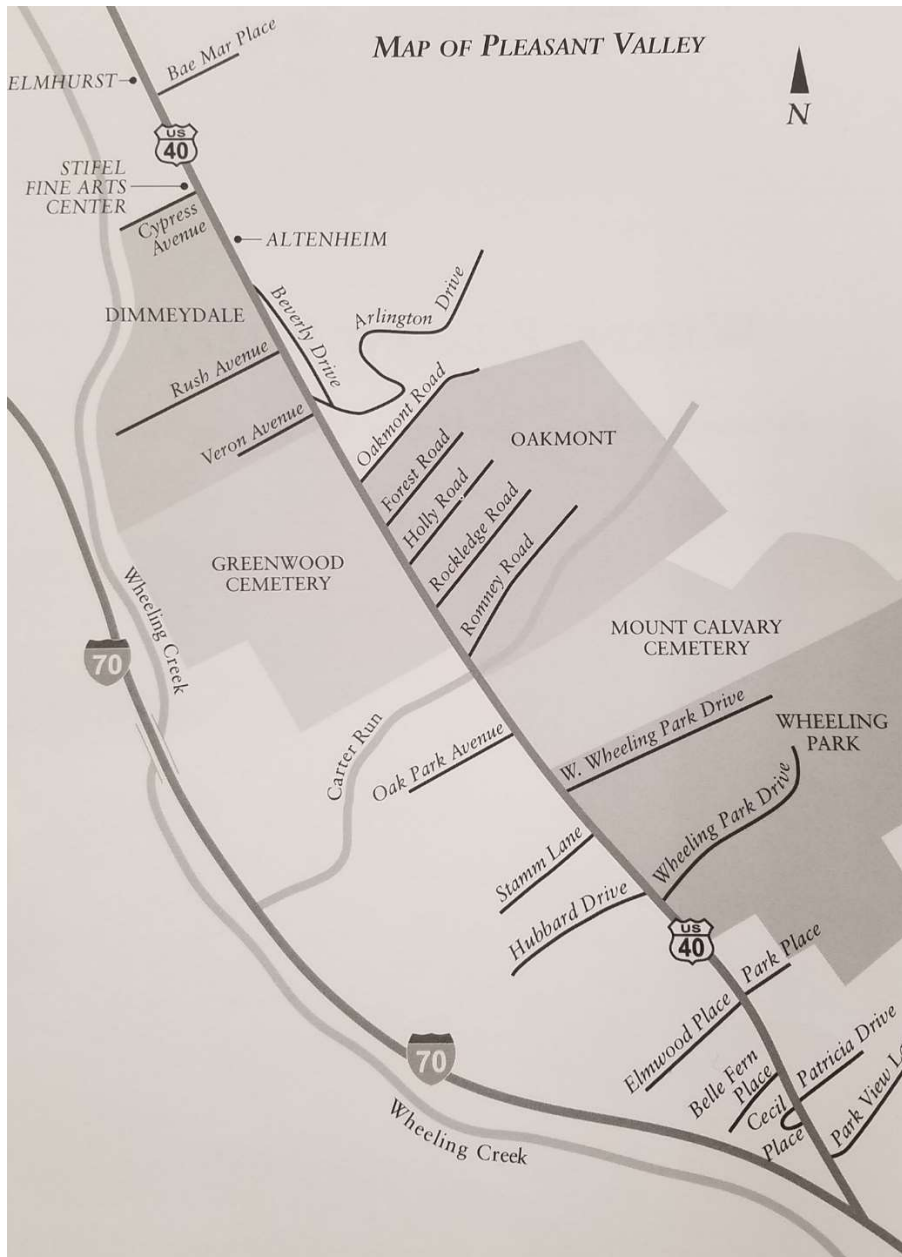 MAP OF PLEASANT VALLEY
N
Bae Mar Place
ELMHURST
US
40
STIFEL
FINE ARTS
CENTER
Cypress
Avenue
ALTENHEIM
Beverly Drive
Arlington Drive
DIMMEYDALE
Rush Avenue
Veron Avenue
Oakmont Road
OAKMONT
Forest Road
Holly Road
Rockledge Road
Romney Road
GREENWOOD
CEMETERY
Wheeling Creek
70
MOUNT CALVARY
CEMETERY
Carter Run
Oak Park Avenue
W. Wheeling Park Drive
WHEELING
PARK
Wheeling Park Drive
Stamm Lane
Hubbard Drive
US
40
Park Place
Elmwood Place
70
Belle Fern
Place
Patricia Drive
Cecil
Place
Park View La
Wheeling Creek